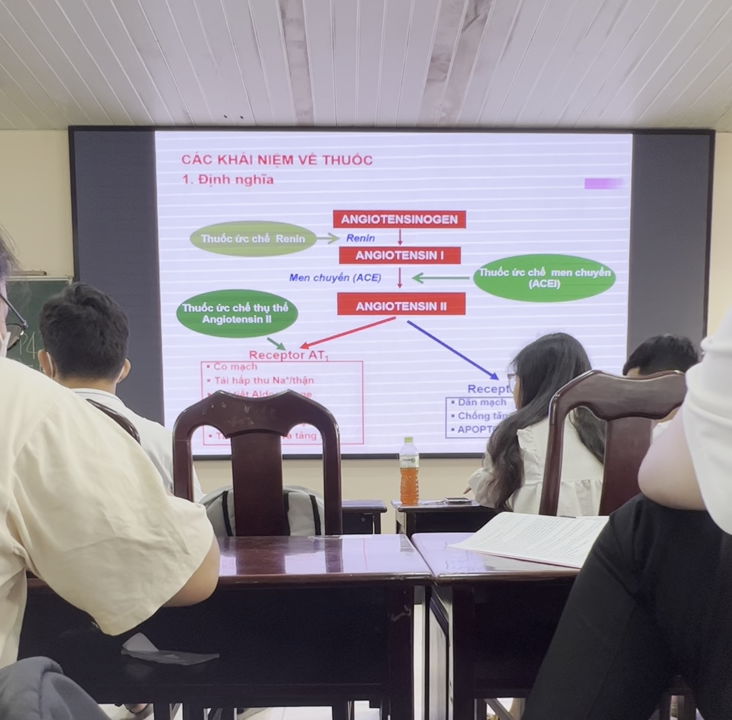 CÁC KHÁI NIỆM VỀ THUỐC
1. Định nghĩa
ANGIOTENSINOGEN
Thuốc ức chế Renin
Renin
ANGIOTENSIN I
Men chuyển (ACE)
Thuốc ức chế men chuyển
(ACEI)
Thuốc ức chế thụ thể
Angiotensin II
ANGIOTENSIN II
Receptor AT1
▪ Co mạch
▪ Tái hấp thu Na+/thận
▪ Dãn mạch
▪ Chống